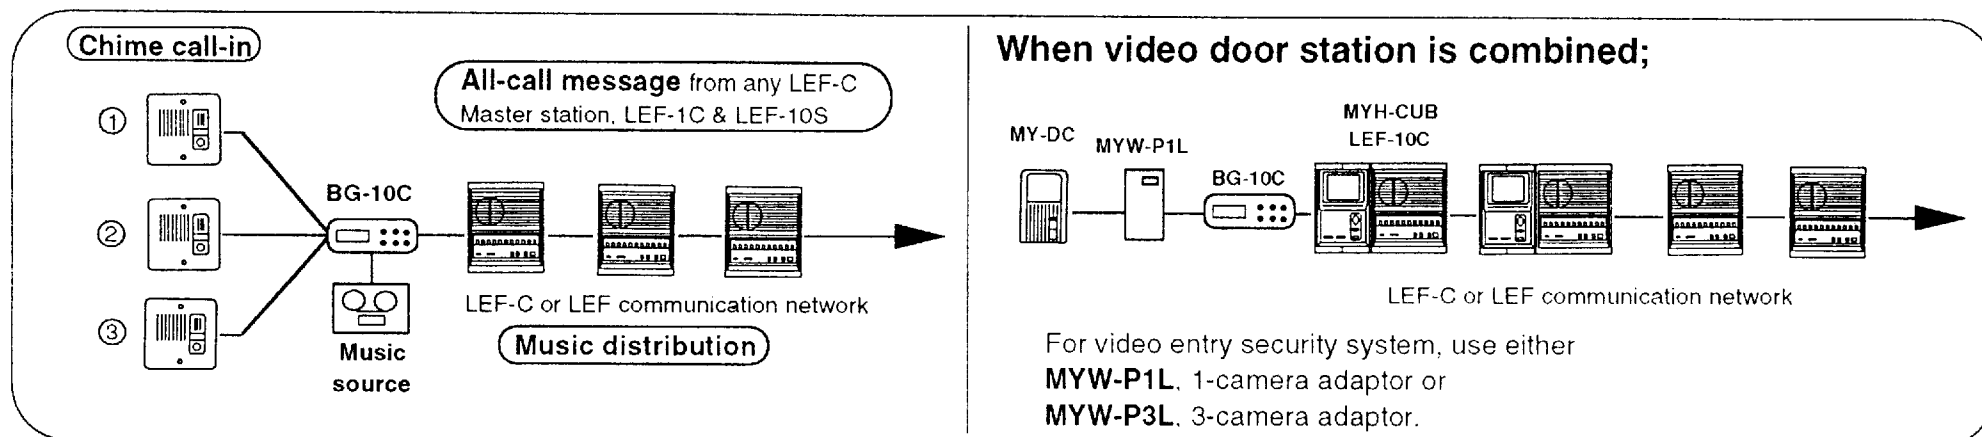 Chime call-in
All-call message from any LEF-C
Master station, LEF-1C & LEF-10S
①
②
③
BG-10C
Music
source
LEF-C or LEF communication network
Music distribution
When video door station is combined;
MY-DC
MYW-P1L
BG-10C
MYH-CUB
LEF-10C
LEF-C or LEF communication network
For video entry security system, use either
MYW-P1L, 1-camera adaptor or
MYW-P3L, 3-camera adaptor.